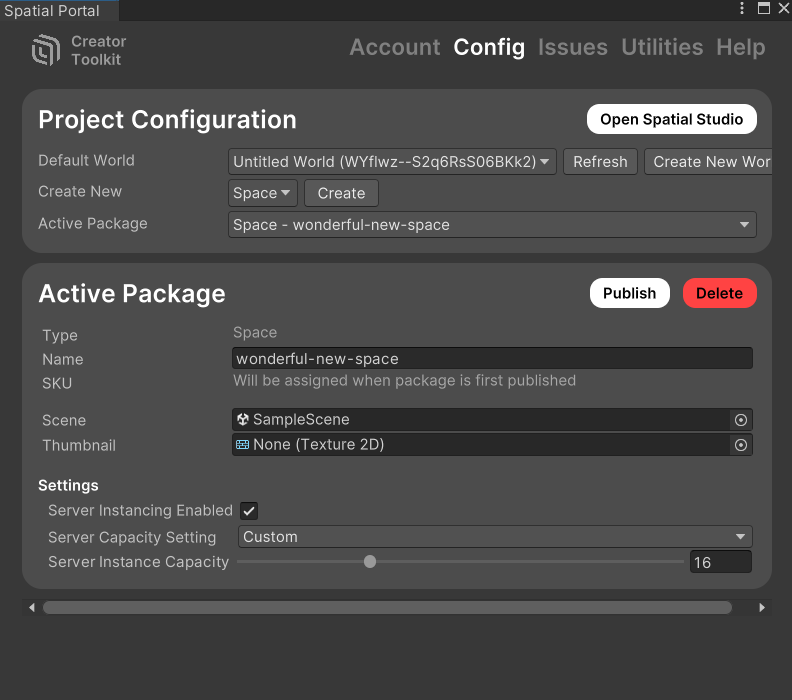 Spatial Portal
Creator Toolkit
Account Config Issues Utilities Help
Project Configuration
Open Spatial Studio
Default World
Untitled World (WYflwz--S2q6RsS06BKk2)
Refresh
Create New Wor
Create New
Space
Create
Active Package
Space - wonderful-new-space
Active Package
Publish
Delete
Type
Space
Name
wonderful-new-space
SKU
Will be assigned when package is first published
Scene
SampleScene
Thumbnail
None (Texture 2D)
Settings
Server Instancing Enabled
Server Capacity Setting
Custom
Server Instance Capacity
16